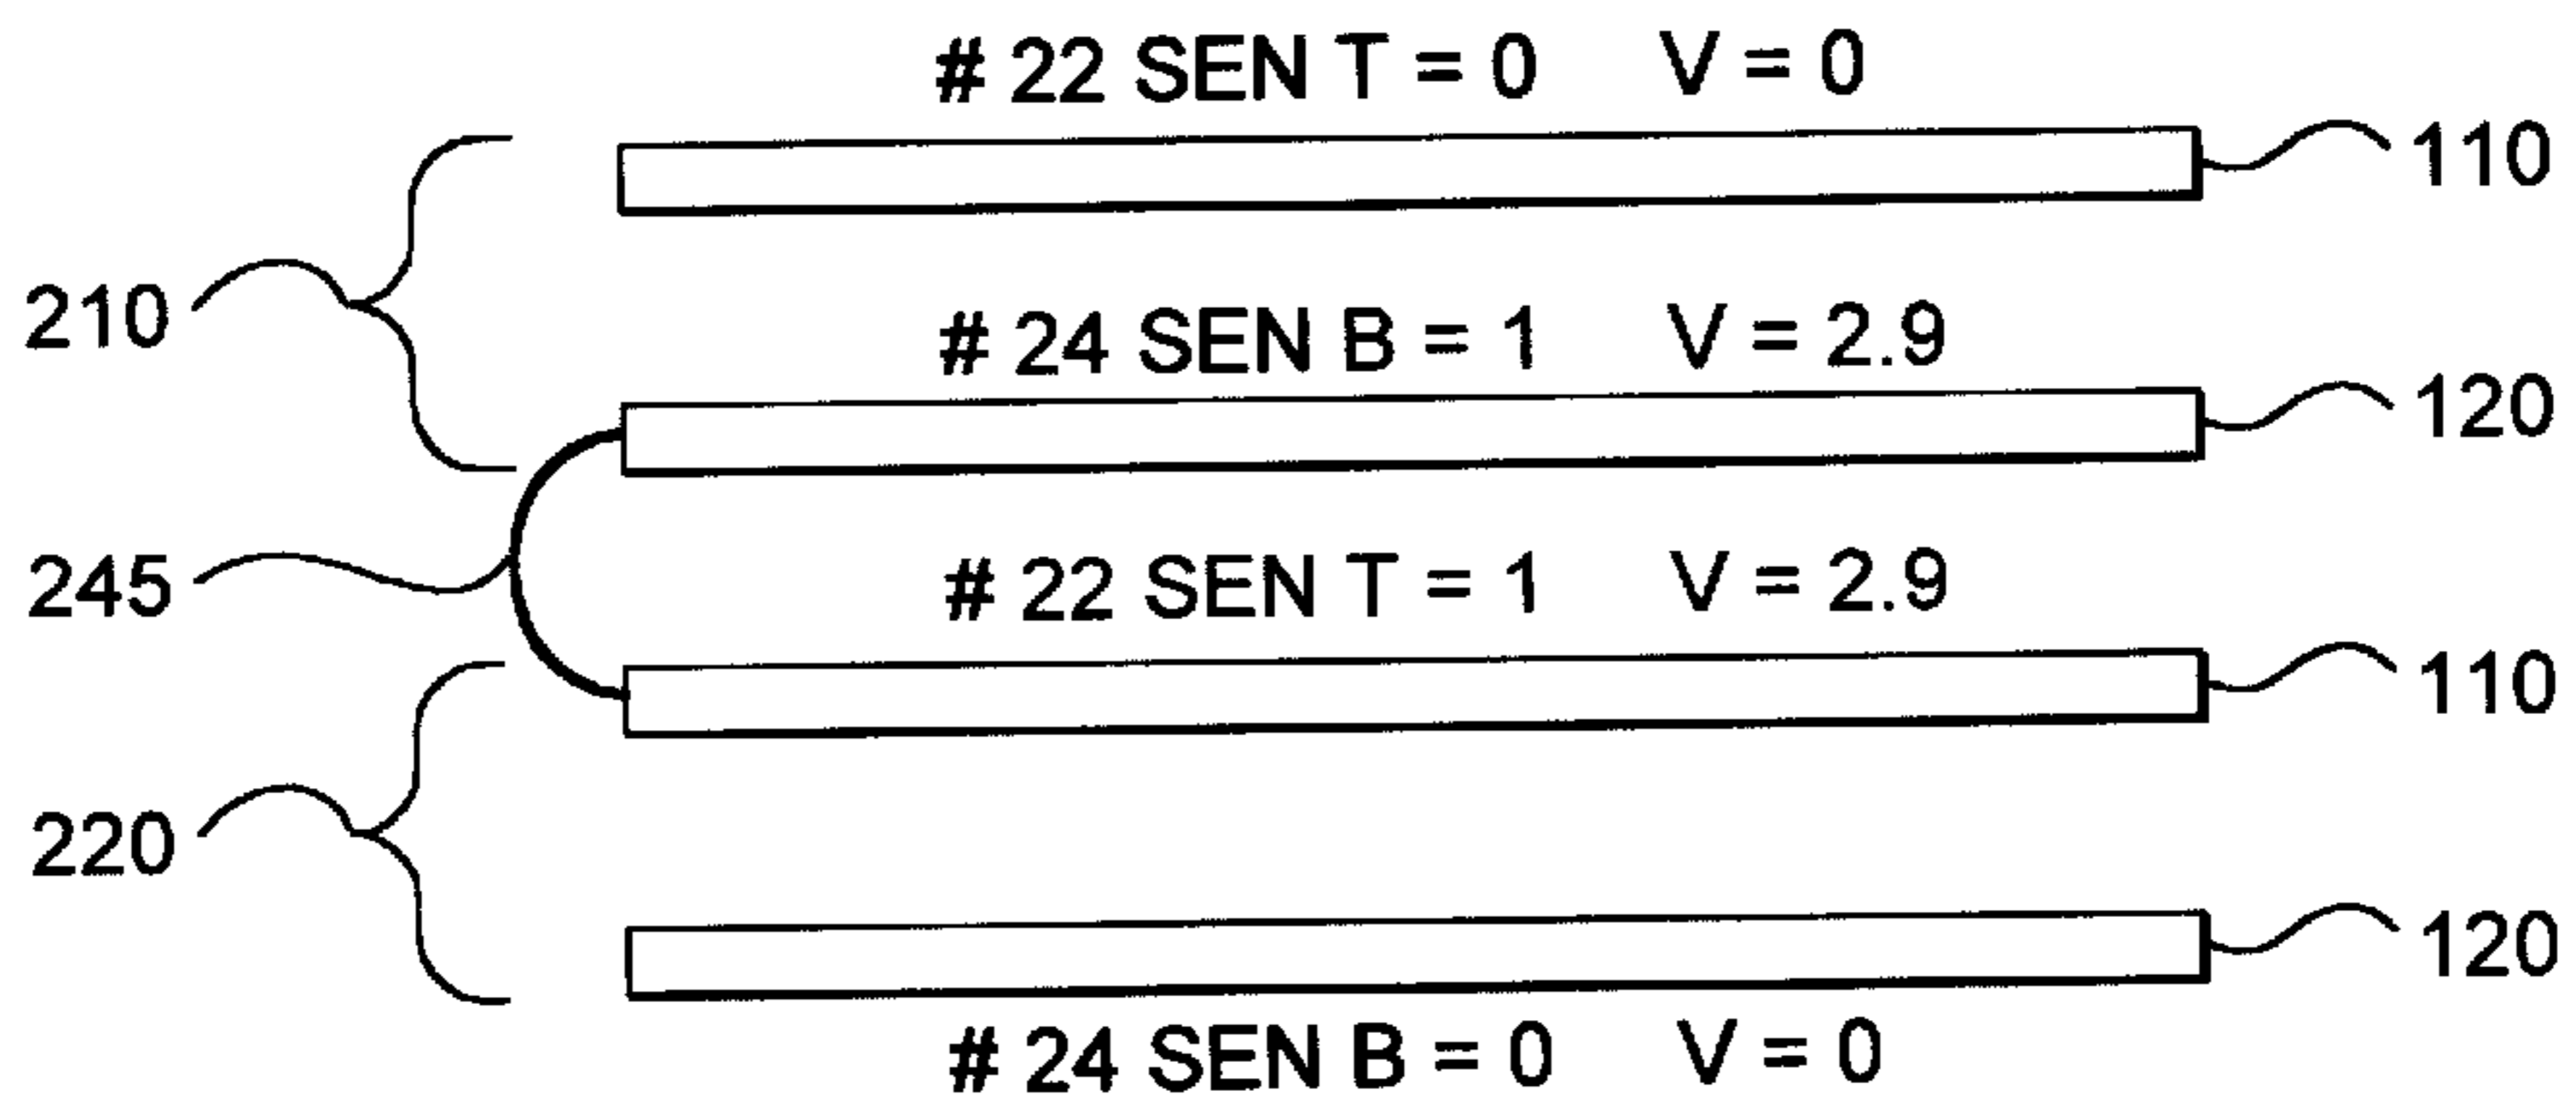 # 22 SEN T = 0 V = 0
110
210
# 24 SEN B = 1 V = 2.9
120
245
# 22 SEN T = 1 V = 2.9
110
220
120
# 24 SEN B = 0 V = 0